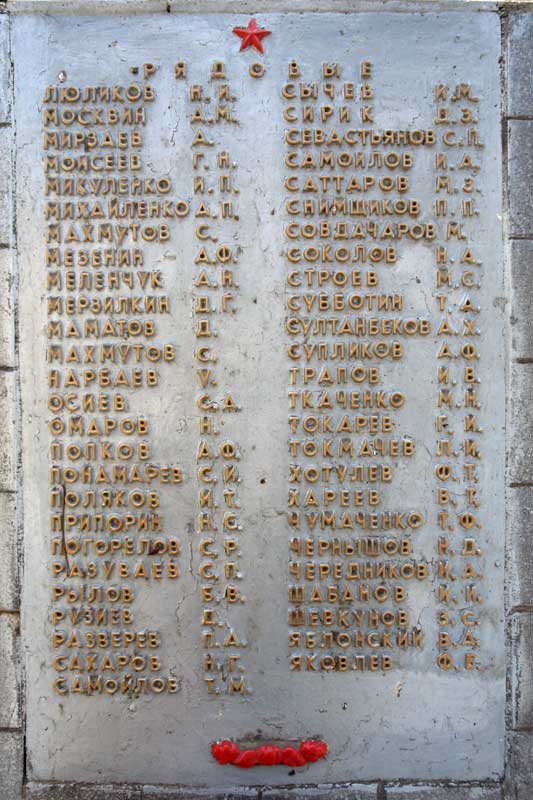 РЯДОВЫЕ
ЛЮЛИКОВ Н.И.
МОСКВИН А.М.
МИРЗАЕВ А.
МОИСЕЕВ Г.Н.
МИКУЛЕНКО И.П.
МИХАЙЛЕНКО А.П.
МАХМУТОВ С.
МЕЗЕНИН А.Ф.
МЕЛЕНЧУК А.Н.
МЕРЗИЛКИН Д.Г.
МАМАТОВ Д.
МАХМУТОВ С.
НАРБАЕВ У.
ОСИЕВ С.А.
ОМАРОВ Н.
ПОПКОВ А.Ф.
ПОНАМАРЕВ С.И.
ПОЛЯКОВ И.Т.
ПРИПОРИН Н.С.
ПОГОРЕЛОВ С.Р.
РАЗУВАЕВ С.П.
РЫЛОВ Б.В.
РУЗИЕВ Д.
РАЗВЕРЕВ П.А.
САХАРОВ Н.Г.
САМОЙЛОВ Т.М.
СЫЧЕВ И.М.
СИРИК Д.З.
СЕВАСТЬЯНОВ С.П.
САМОЙЛОВ И.А.
САТТАРОВ М.З.
СНИМЩИКОВ П.П.
СОВДАЧАРОВ М.
СОКОЛОВ Н.А.
СТРОЕВ М.С.
СУББОТИН Т.А.
СУЛТАНБЕКОВ А.Х.
СУПЛИКОВ А.Ф.
ТРАПОВ И.В.
ТКАЧЕНКО М.Н.
ТОКАРЕВ Г.И.
ТОКМАЧЕВ П.И.
ХОТУЛЕВ Ф.Т.
ХАРЕЕВ В.Т.
ЧУМАЧЕНКО Т.Ф.
ЧЕРНЫШОВ Н.Д.
ЧЕРЕДНИКОВ И.А.
ШАБАНОВ И.И.
ШЕВКУНОВ З.С.
ЯБЛОНСКИЙ В.А.
ЯКОВЛЕВ Ф.Е.